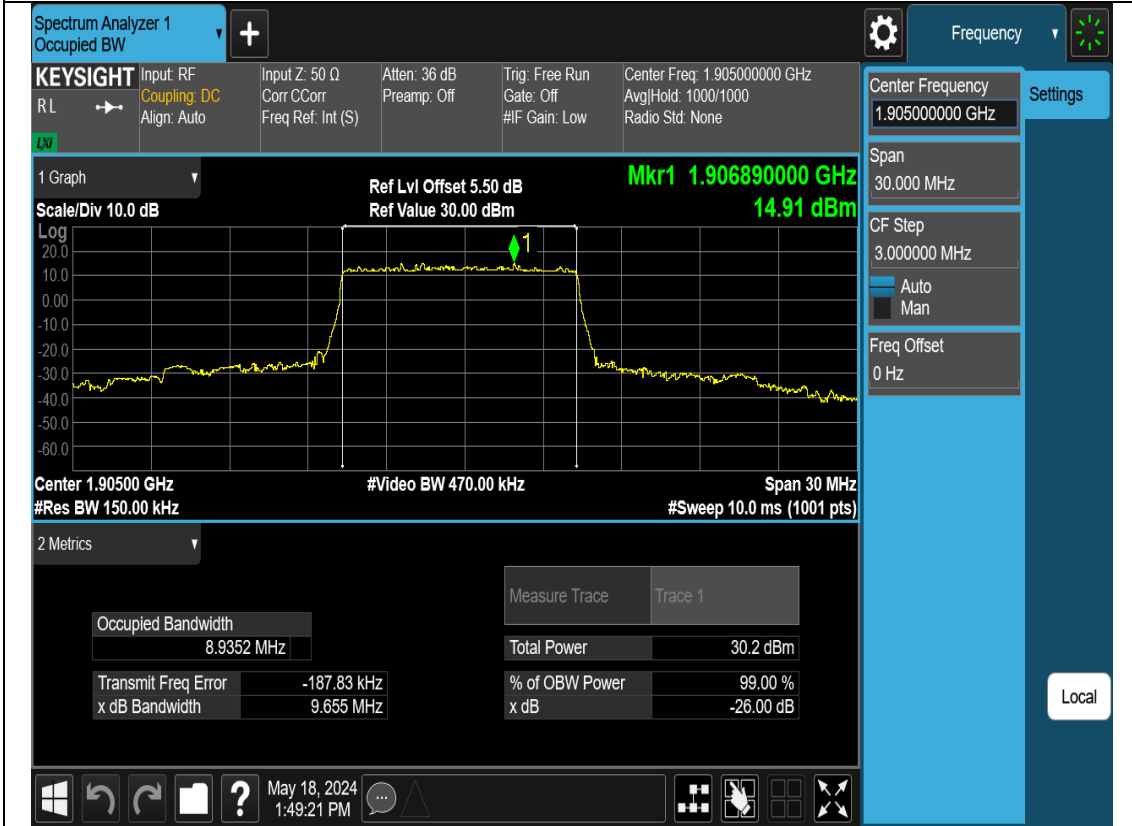 Spectrum Analyzer 1
Occupied BW
+
Frequency
KEYSIGHT
R L
LXI
Input: RF
Coupling: DC
Align: Auto
Input Z: 50 Ω
Corr CCorr
Freq Ref: Int (S)
Atten: 36 dB
Preamp: Off
Trig: Free Run
Gate: Off
#IF Gain: Low
Center Freq: 1.905000000 GHz
Avg|Hold: 1000/1000
Radio Std: None
Center Frequency
1.905000000 GHz
Settings
Span
30.000 MHz
CF Step
3.000000 MHz
Auto
Man
Freq Offset
0 Hz
Local
1 Graph
Scale/Div 10.0 dB
Ref Lvl Offset 5.50 dB
Ref Value 30.00 dBm
Mkr1 1.906890000 GHz
14.91 dBm
Log
1
20.0
10.0
0.00
-10.0
-20.0
-30.0
-40.0
-50.0
-60.0
Center 1.90500 GHz
#Res BW 150.00 kHz
#Video BW 470.00 kHz
Span 30 MHz
#Sweep 10.0 ms (1001 pts)
2 Metrics
Measure Trace Trace 1
Occupied Bandwidth
8.9352 MHz
Total Power 30.2 dBm
Transmit Freq Error -187.83 kHz
% of OBW Power 99.00 %
x dB Bandwidth 9.655 MHz
x dB -26.00 dB
?
May 18, 2024
1:49:21 PM